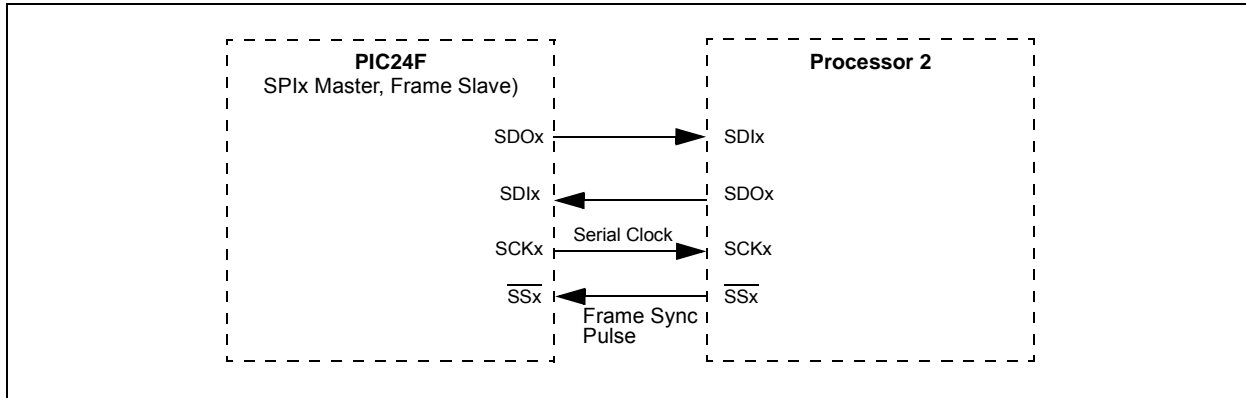 PIC24F
SPIx Master, Frame Slave)
Processor 2
SDOx
SDIx
SDIx
SDOx
SCKx
Serial Clock
SCKx
SSx
SSx
Frame Sync
Pulse